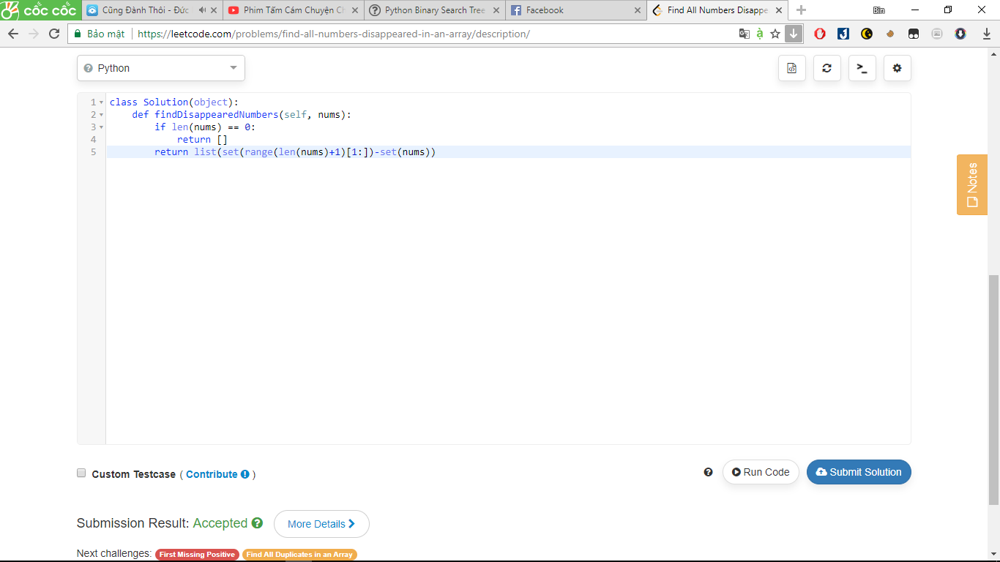 cốc cốc
Cũng Đành Thôi - Đức
Phim Tấm Cám Chuyện Ch
Python Binary Search Tree
Facebook
Find All Numbers Disappe
Bin
Bảo mật
https://leetcode.com/problems/find-all-numbers-disappeared-in-an-array/description/
Python
1 class Solution(object):
2 def findDisappearedNumbers(self, nums):
3 if len(nums) == 0:
4 return []
5 return list(set(range(len(nums)+1)[1:])-set(nums))
Notes
Custom Testcase ( Contribute )
Run Code
Submit Solution
Submission Result: Accepted
More Details
Next challenges: First Missing Positive Find All Duplicates in an Array